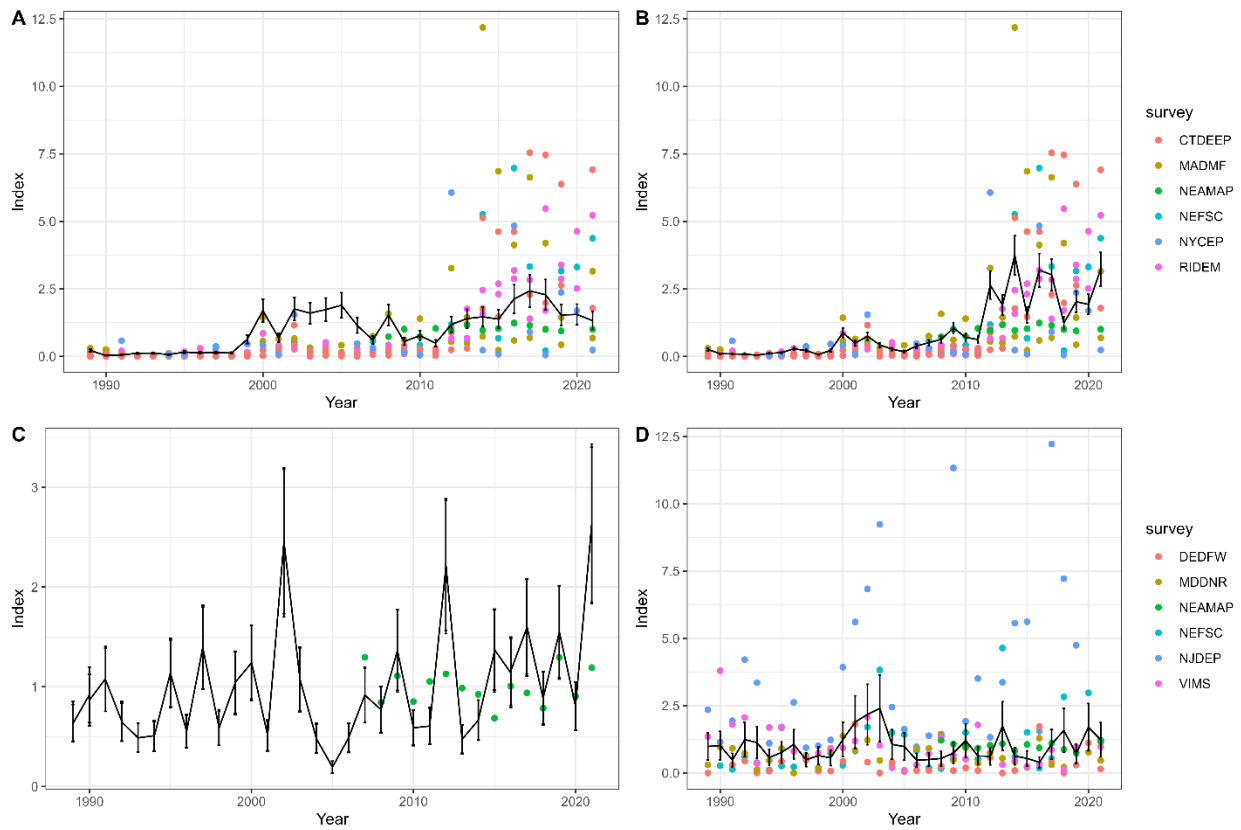 A
12.5
10.0
7.5
5.0
2.5
0.0
Index
1990
2000
2010
2020
Year
B
12.5
10.0
7.5
5.0
2.5
0.0
Index
1990
2000
2010
2020
Year
survey
CTDEEP
MADMF
NEAMAP
NEFSC
NYCEP
RIDEM
C
3
2
1
0
Index
1990
2000
2010
2020
Year
D
12.5
10.0
7.5
5.0
2.5
0.0
Index
1990
2000
2010
2020
Year
survey
DEDFW
MDDNR
NEAMAP
NEFSC
NJDEP
VIMS